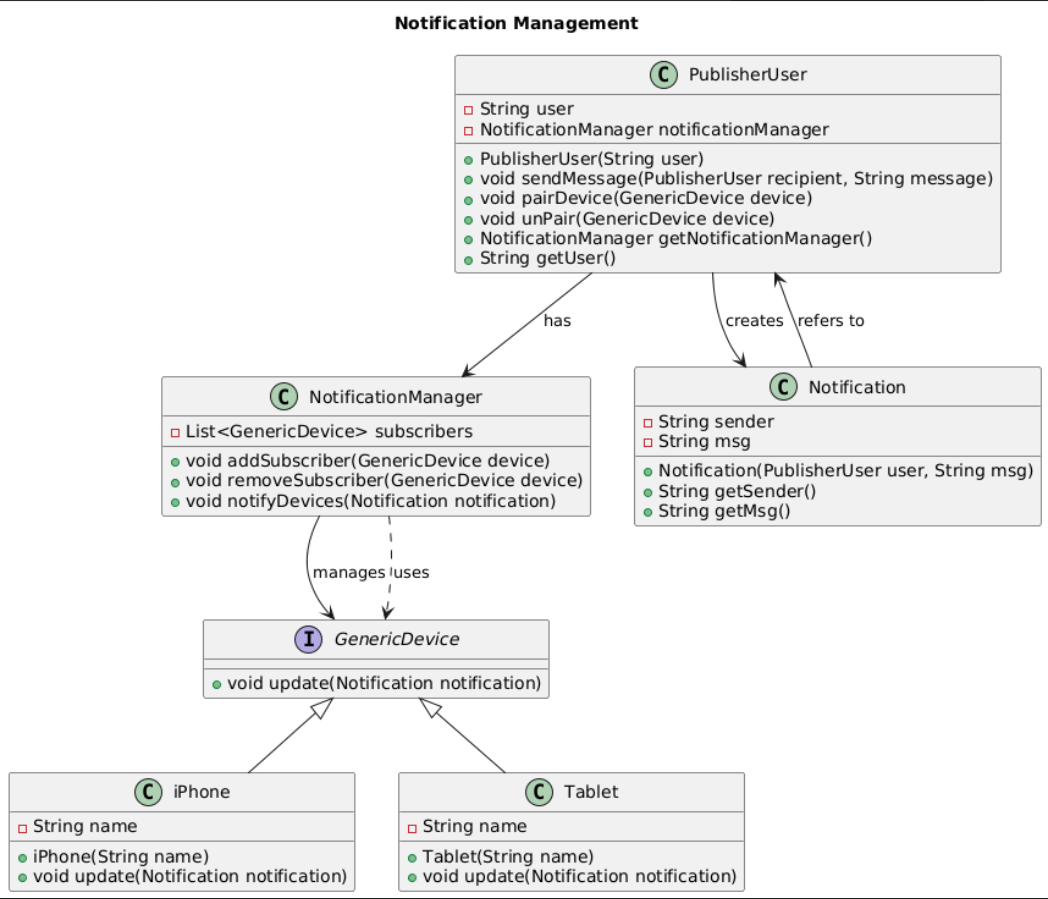 Notification Management
C PublisherUser
String user
NotificationManager notificationManager
PublisherUser(String user)
void sendMessage(PublisherUser recipient, String message)
void pairDevice(GenericDevice device)
void unPair(GenericDevice device)
NotificationManager getNotificationManager()
String getUser()
has
creates
refers to
C NotificationManager
List<GenericDevice> subscribers
void addSubscriber(GenericDevice device)
void removeSubscriber(GenericDevice device)
void notifyDevices(Notification notification)
C Notification
String sender
String msg
Notification(PublisherUser user, String msg)
String getSender()
String getMsg()
manages
uses
I GenericDevice
void update(Notification notification)
C iPhone
String name
iPhone(String name)
void update(Notification notification)
C Tablet
String name
Tablet(String name)
void update(Notification notification)